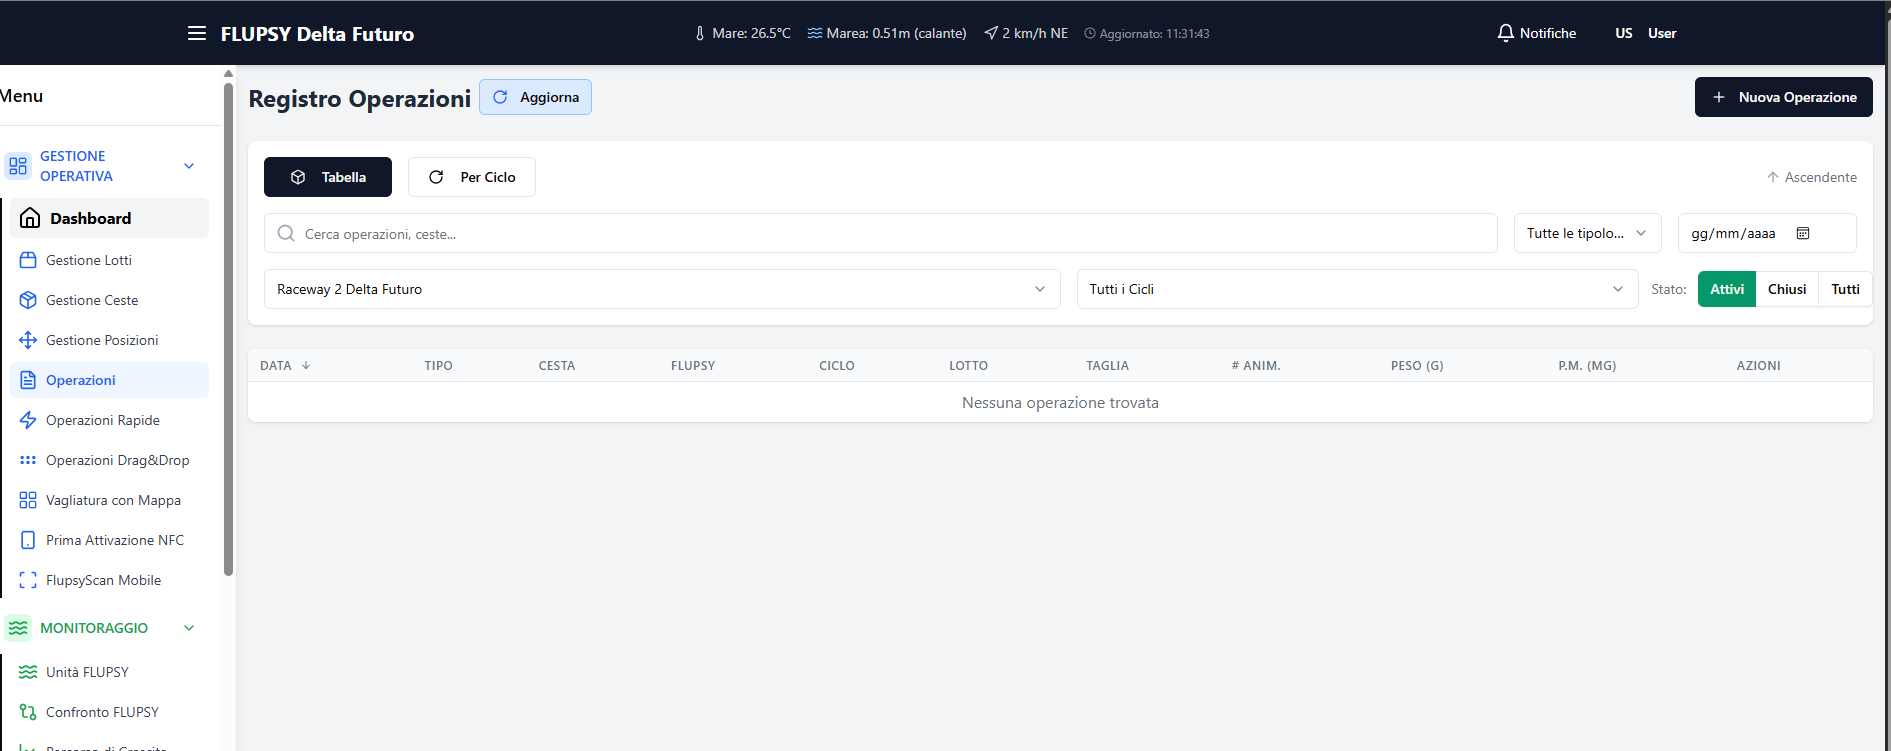 FLUPSY Delta Futuro
Mare: 26.5°C
Marea: 0.51m (calante)
2 km/h NE
Aggiornato: 11:31:43
Notifiche
US
User
Menu
GESTIONE
OPERATIVA
Dashboard
Gestione Lotti
Gestione Ceste
Gestione Posizioni
Operazioni
Operazioni Rapide
Operazioni Drag&Drop
Vagliatura con Mappa
Prima Attivazione NFC
FlupsyScan Mobile
MONITORAGGIO
Unità FLUPSY
Confronto FLUPSY
Percorso di Crescita
Registro Operazioni
Aggiorna
Nuova Operazione
Tabella
Per Ciclo
Ascendente
Cerca operazioni, ceste...
Tutte le tipolo...
gg/mm/aaaa
Raceway 2 Delta Futuro
Tutti i Cicli
Stato:
Attivi
Chiusi
Tutti
DATA
TIPO
CESTA
FLUPSY
CICLO
LOTTO
TAGLIA
# ANIM.
PESO (G)
P.M. (MG)
AZIONI
Nessuna operazione trovata